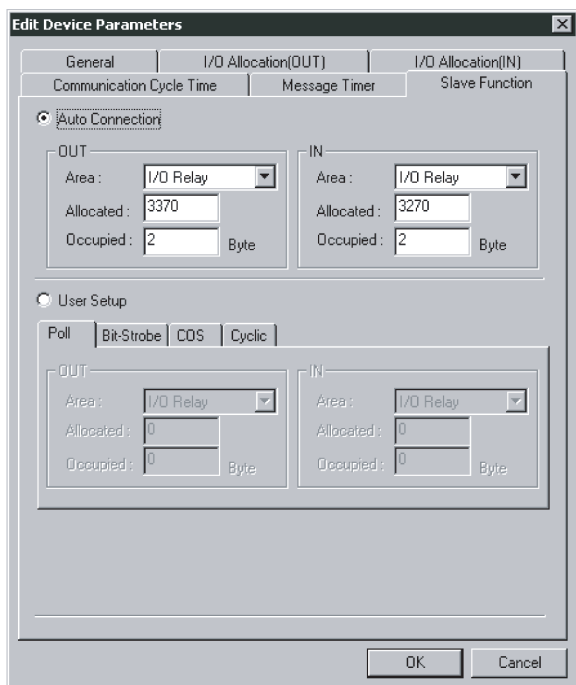 Edit Device Parameters
General I/O Allocation(OUT) I/O Allocation(IN)
Communication Cycle Time Message Timer Slave Function
Auto Connection
OUT
Area : I/O Relay
Allocated : 3370
Occupied : 2 Byte
IN
Area : I/O Relay
Allocated : 3270
Occupied : 2 Byte
User Setup
Poll Bit-Strobe COS Cyclic
OUT
Area : I/O Relay
Allocated : 0
Occupied : 0 Byte
IN
Area : I/O Relay
Allocated : 0
Occupied : 0 Byte
OK Cancel